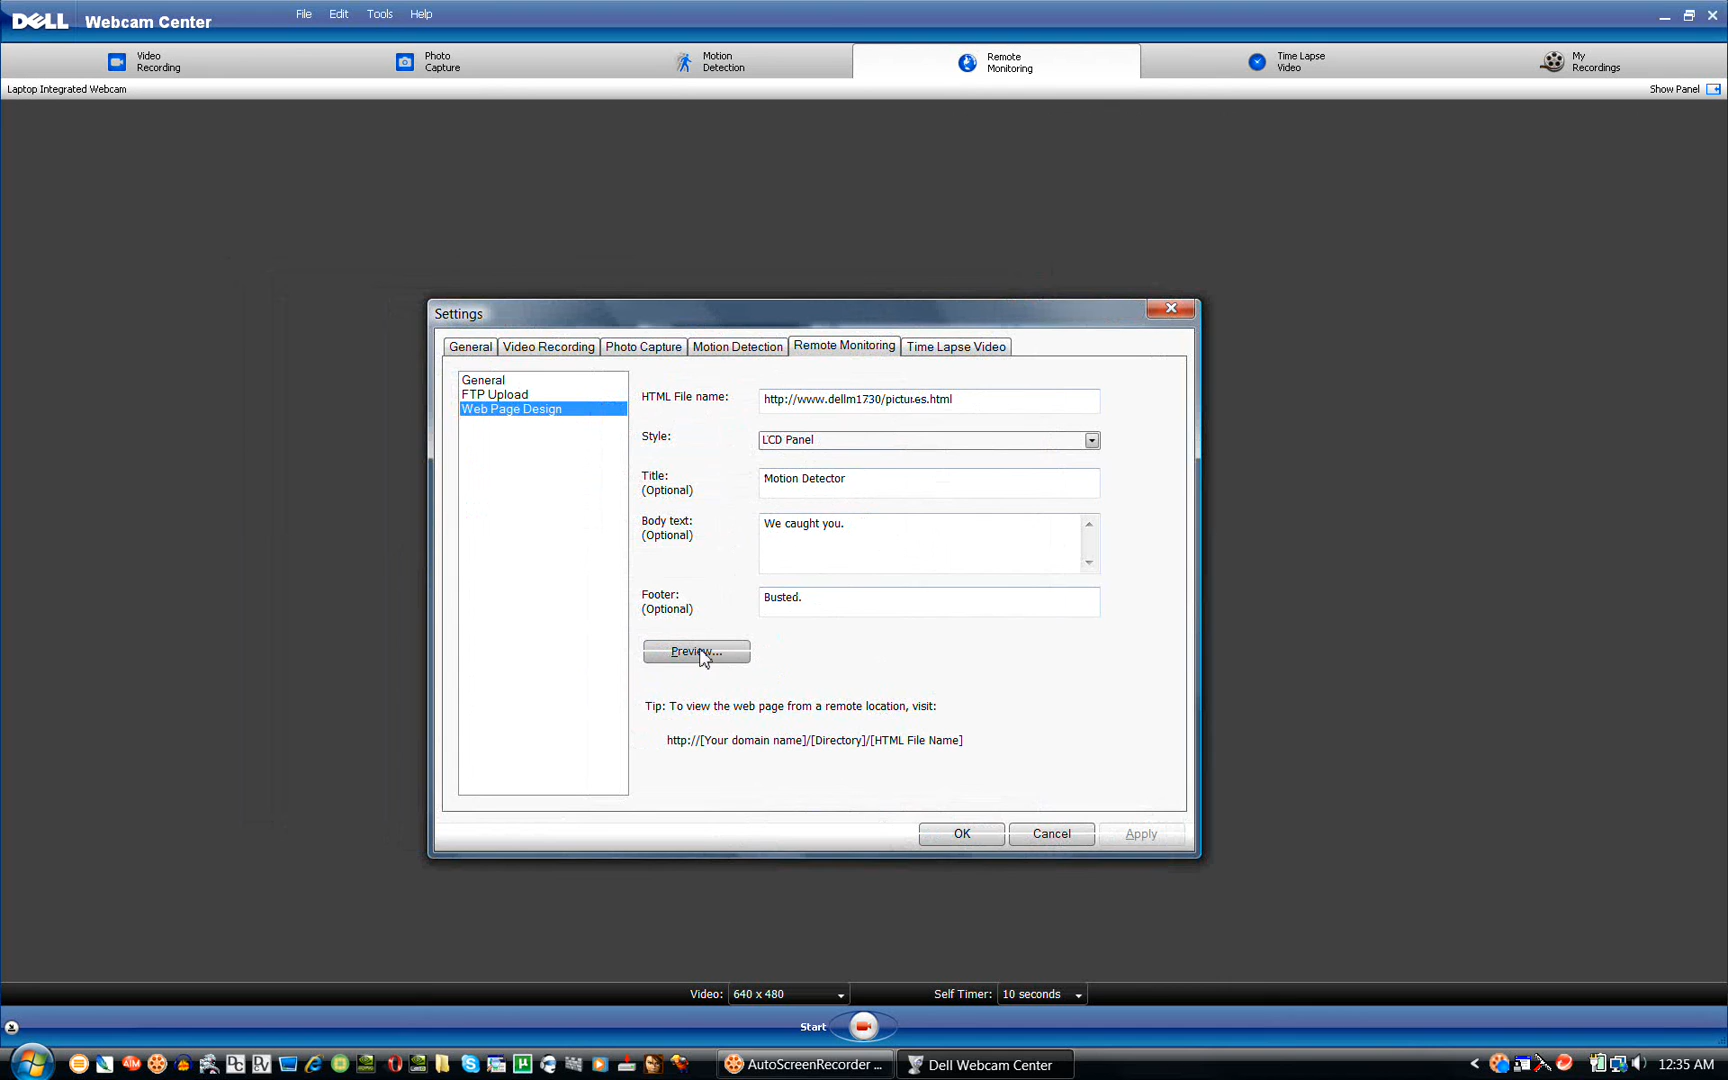 DELL Webcam Center File Edit Tools Help
Video Recording
Photo Capture
Motion Detection
Remote Monitoring
Time Lapse Video
My Recordings
Laptop Integrated Webcam
Show Panel
Settings
General Video Recording Photo Capture Motion Detection Remote Monitoring Time Lapse Video
General
FTP Upload
Web Page Design
HTML File name: http://www.dellm1730/pictures.html
Style: LCD Panel
Title: (Optional) Motion Detector
Body text: (Optional) We caught you.
Footer: (Optional) Busted.
Preview...
Tip: To view the web page from a remote location, visit:
http://[Your domain name]/[Directory]/[HTML File Name]
OK Cancel Apply
Video: 640 x 480 Self Timer: 10 seconds
Start
AutoScreenRecorder ... Dell Webcam Center 12:35 AM